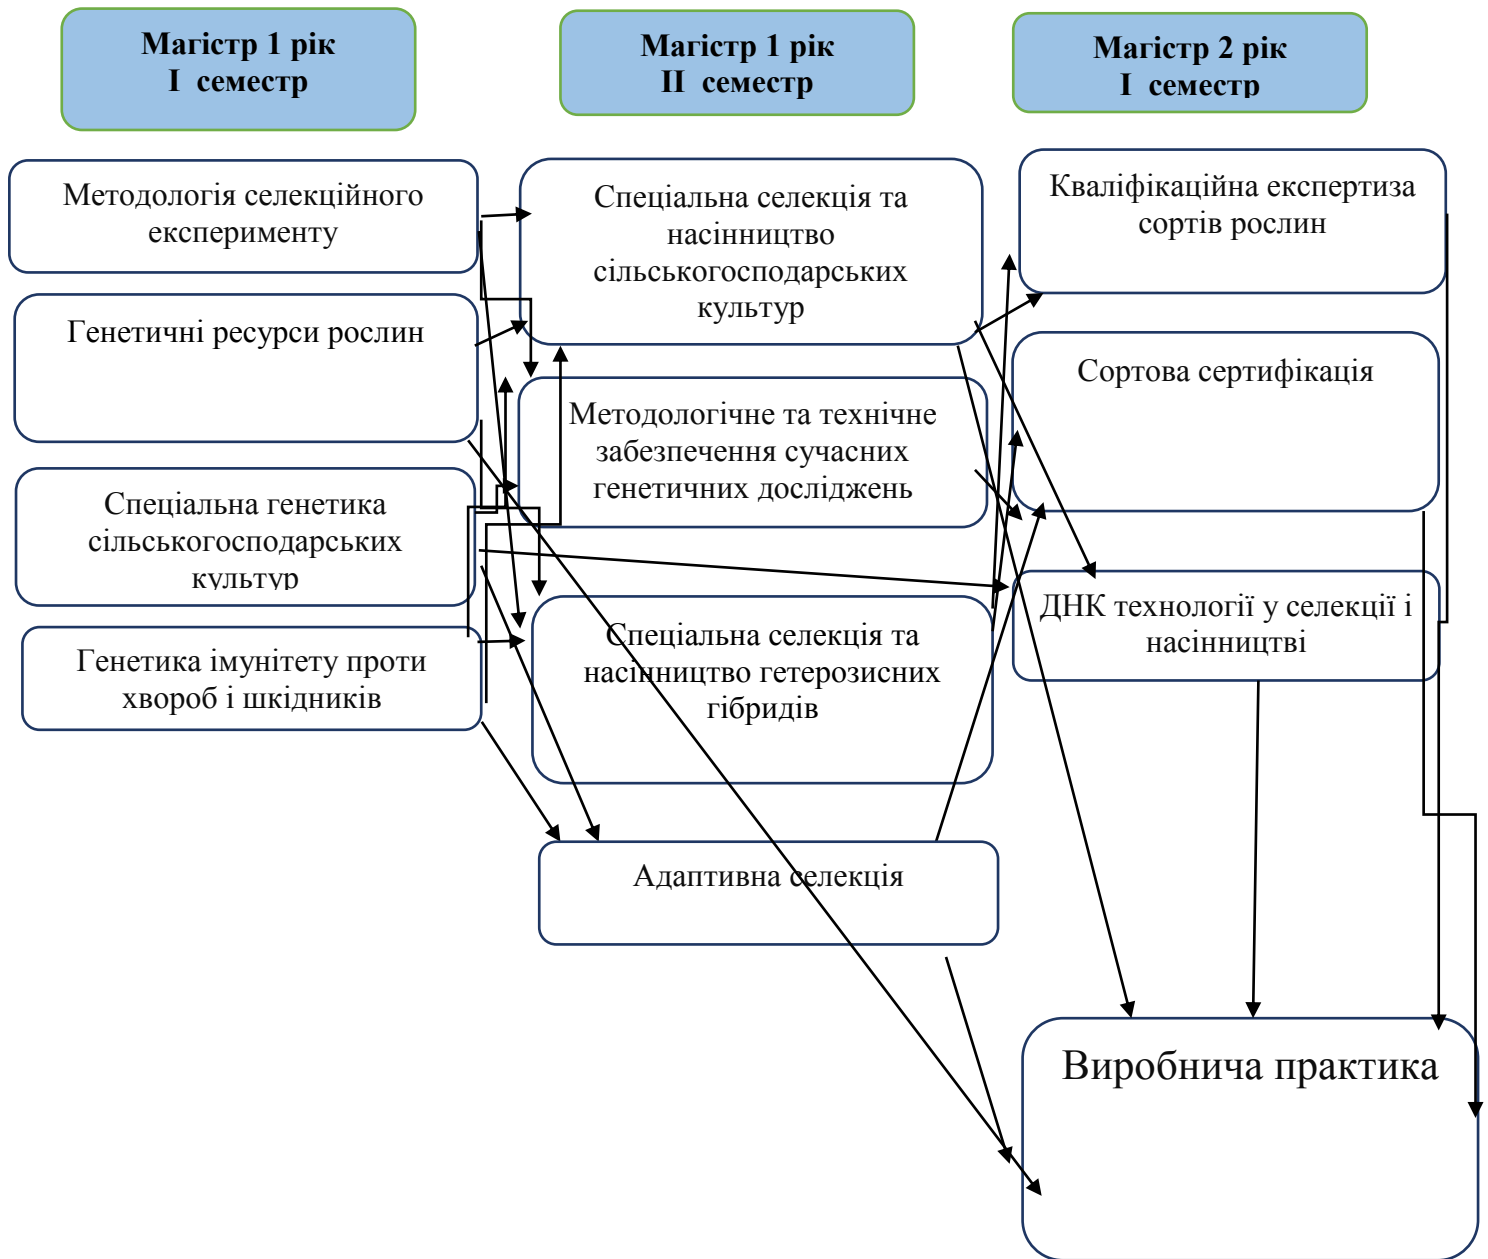 Магістр 1 рік
І семестр
Магістр 1 рік
ІІ семестр
Магістр 2 рік
І семестр
Методологія селекційного
експерименту
Генетичні ресурси рослин
Спеціальна генетика
сільськогосподарських
культур
Генетика імунітету проти
хвороб і шкідників
Спеціальна селекція та
насінництво
сільськогосподарських
культур
Методологічне та технічне
забезпечення сучасних
генетичних досліджень
Спеціальна селекція та
насінництво гетерозисних
гібридів
Адаптивна селекція
Кваліфікаційна експертиза
сортів рослин
Сортова сертифікація
ДНК технології у селекції і
насінництві
Виробнича практика